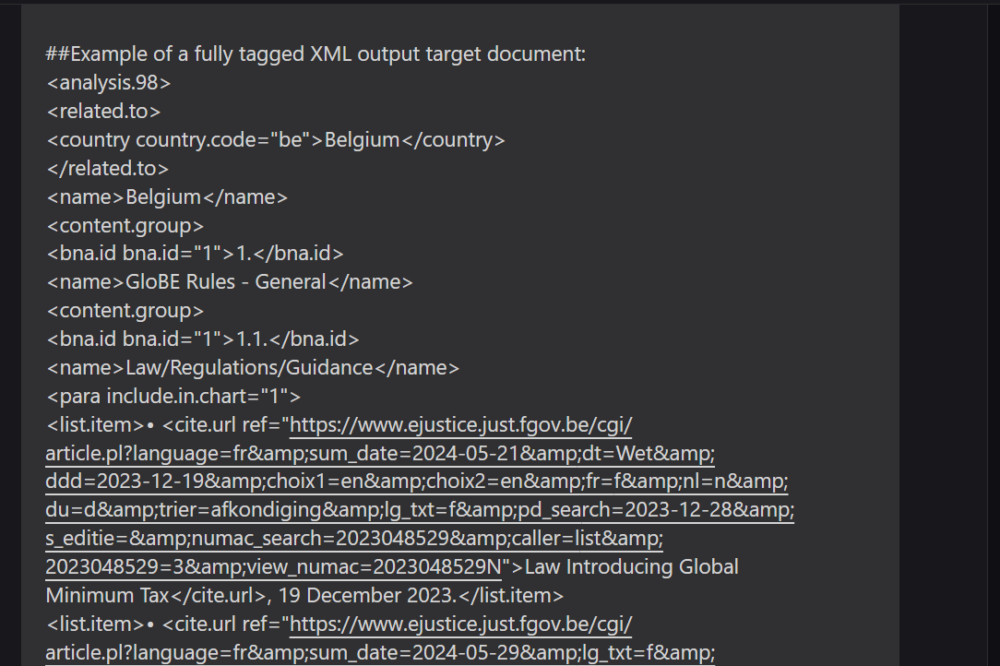 ##Example of a fully tagged XML output target document:
<analysis.98>
<related.to>
<country country.code="be">Belgium</country>
</related.to>
<name>Belgium</name>
<content.group>
<bna.id bna.id="1">1.</bna.id>
<name>GloBE Rules - General</name>
<content.group>
<bna.id bna.id="1">1.1.</bna.id>
<name>Law/Regulations/Guidance</name>
<para include.in.chart="1">
<list.item>• <cite.url ref="https://www.ejustice.just.fgov.be/cgi/
article.pl?language=fr&amp;sum_date=2024-05-21&amp;dt=Wet&amp;
ddd=2023-12-19&amp;choix1=en&amp;choix2=en&amp;fr=f&amp;nl=n&amp;
du=d&amp;trier=afkondiging&amp;lg_txt=f&amp;pd_search=2023-12-28&amp;
s_editie=&amp;numac_search=2023048529&amp;caller=list&amp;
2023048529=3&amp;view_numac=2023048529N">Law Introducing Global
Minimum Tax</cite.url>, 19 December 2023.</list.item>
<list.item>• <cite.url ref="https://www.ejustice.just.fgov.be/cgi/
article.pl?language=fr&amp;sum_date=2024-05-29&amp;lg_txt=f&amp;